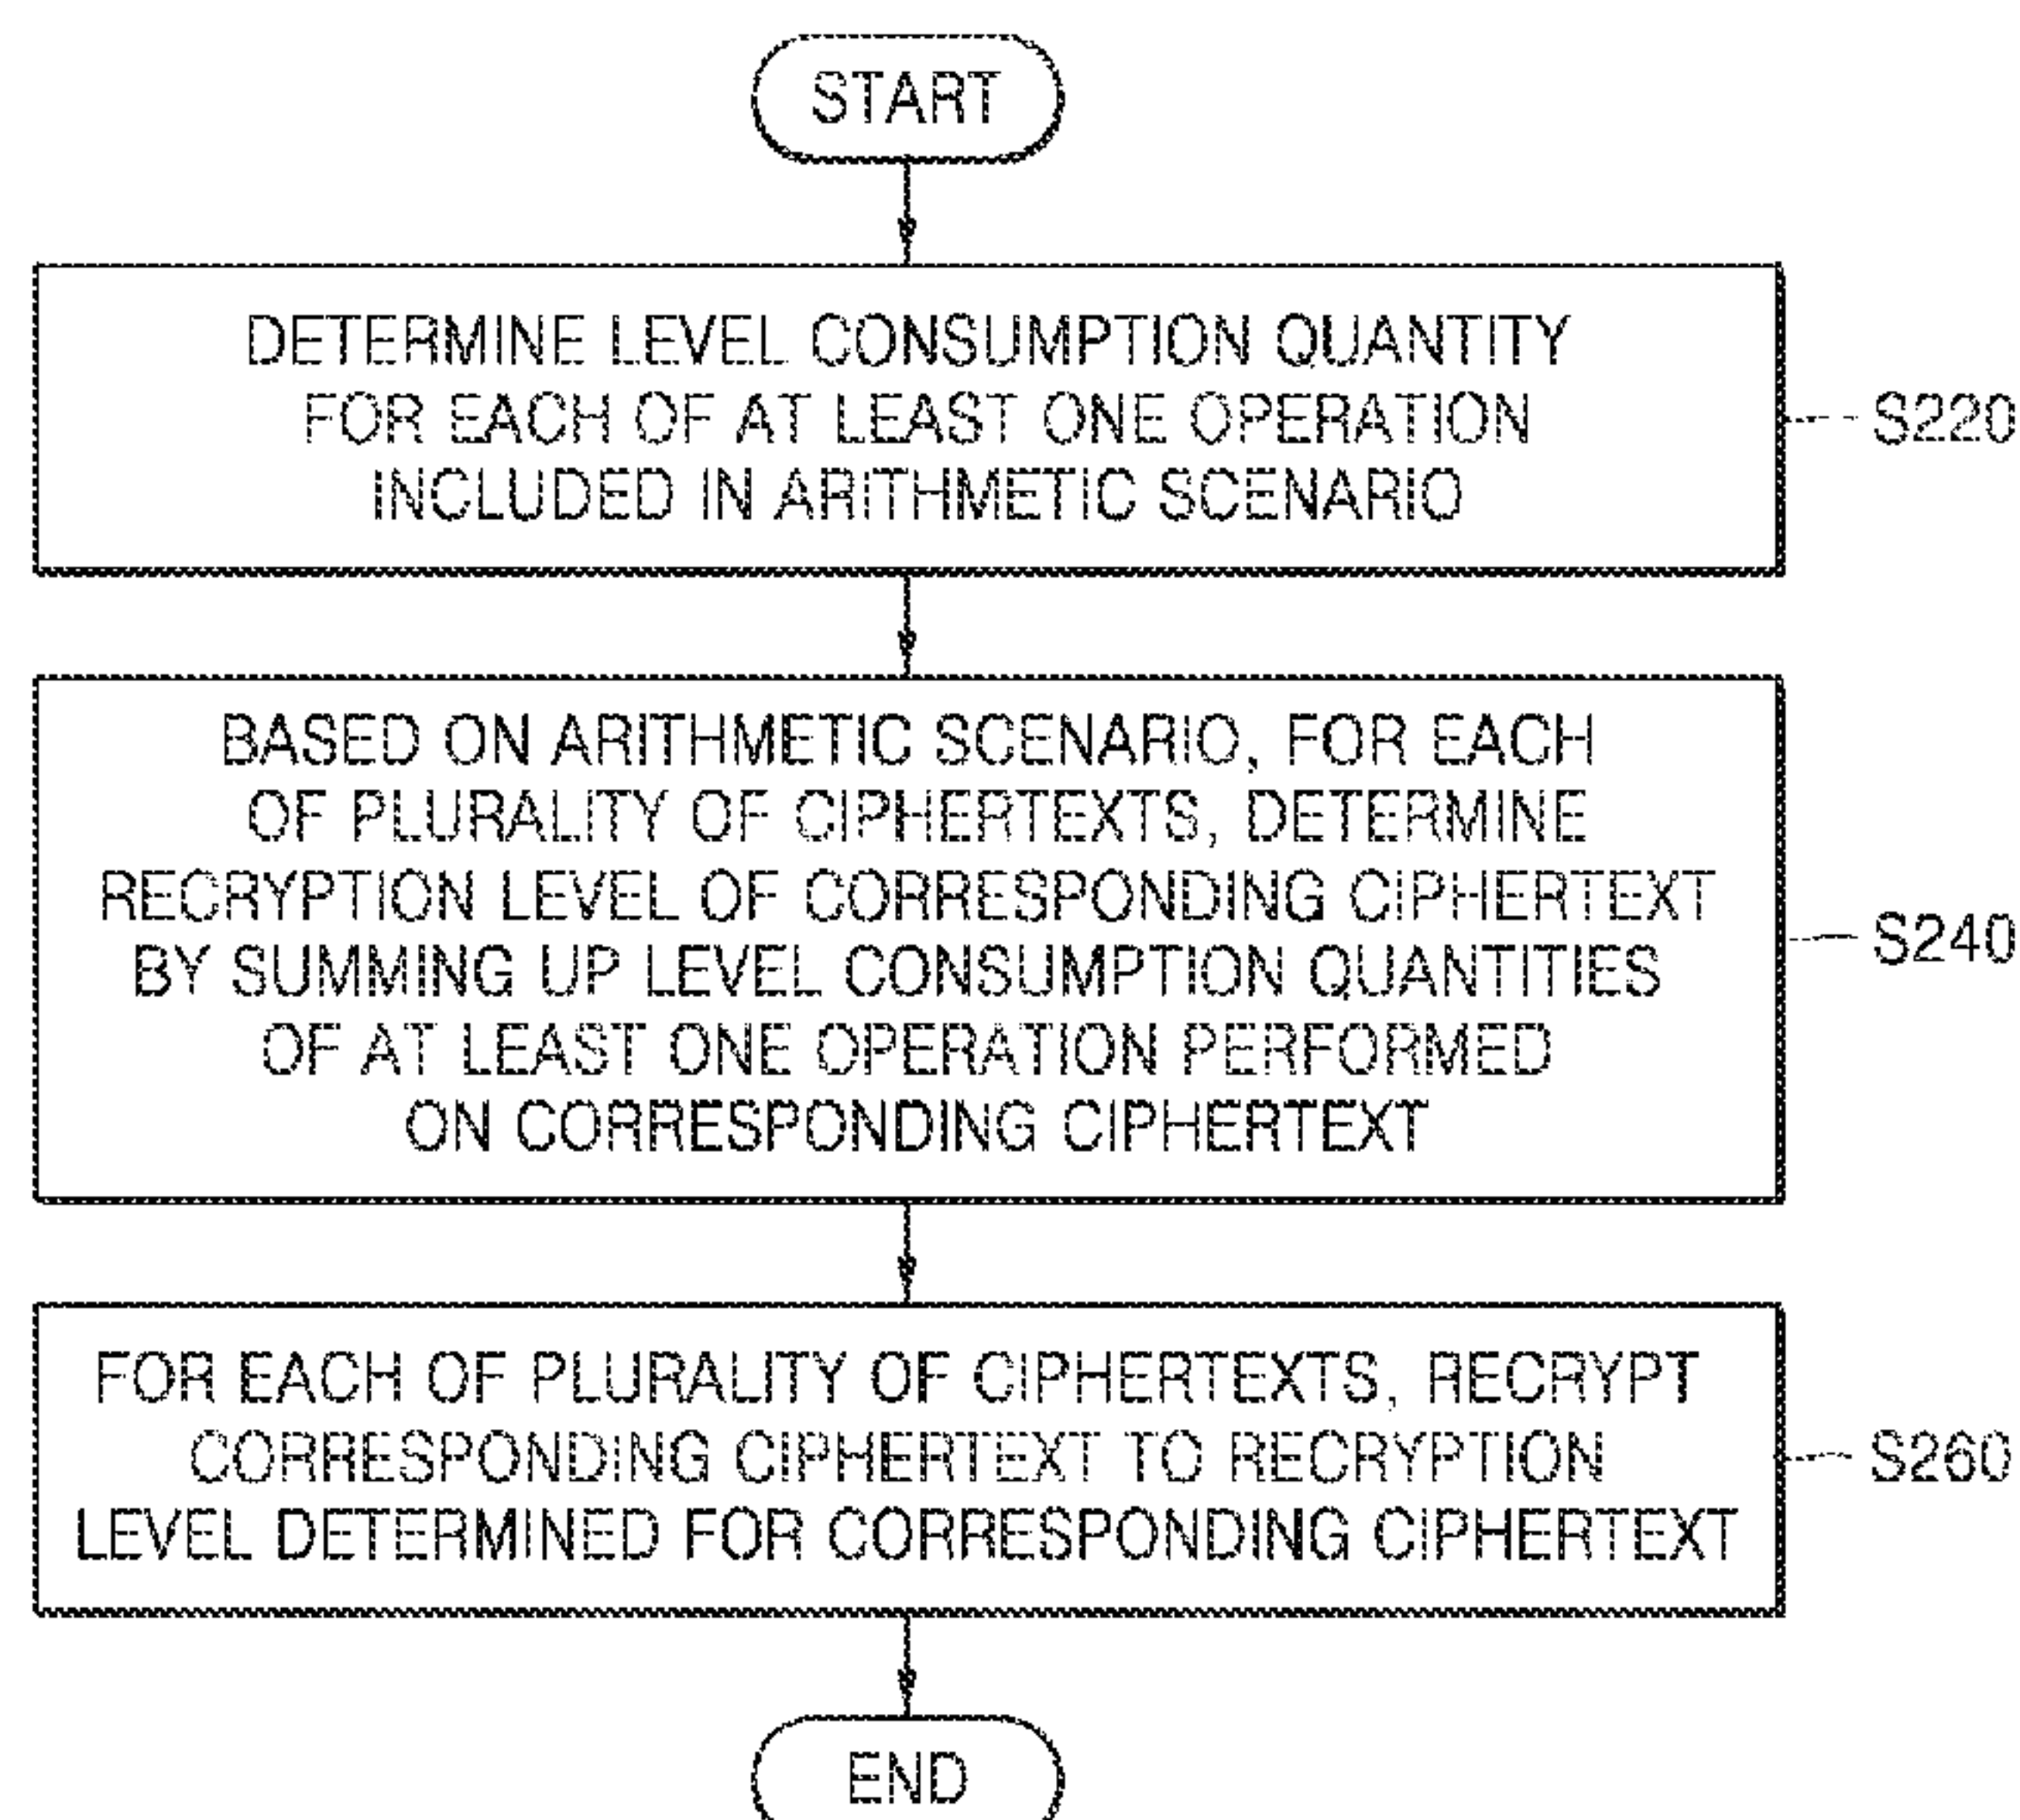 START
DETERMINE LEVEL CONSUMPTION QUANTITY
FOR EACH OF AT LEAST ONE OPERATION
INCLUDED IN ARITHMETIC SCENARIO
S220
BASED ON ARITHMETIC SCENARIO, FOR EACH
OF PLURALITY OF CIPHERTEXTS, DETERMINE
RECRYPTION LEVEL OF CORRESPONDING CIPHERTEXT
BY SUMMING UP LEVEL CONSUMPTION QUANTITIES
OF AT LEAST ONE OPERATION PERFORMED
ON CORRESPONDING CIPHERTEXT
S240
FOR EACH OF PLURALITY OF CIPHERTEXTS, RECRYPT
CORRESPONDING CIPHERTEXT TO RECRYPTION
LEVEL DETERMINED FOR CORRESPONDING CIPHERTEXT
S260
END